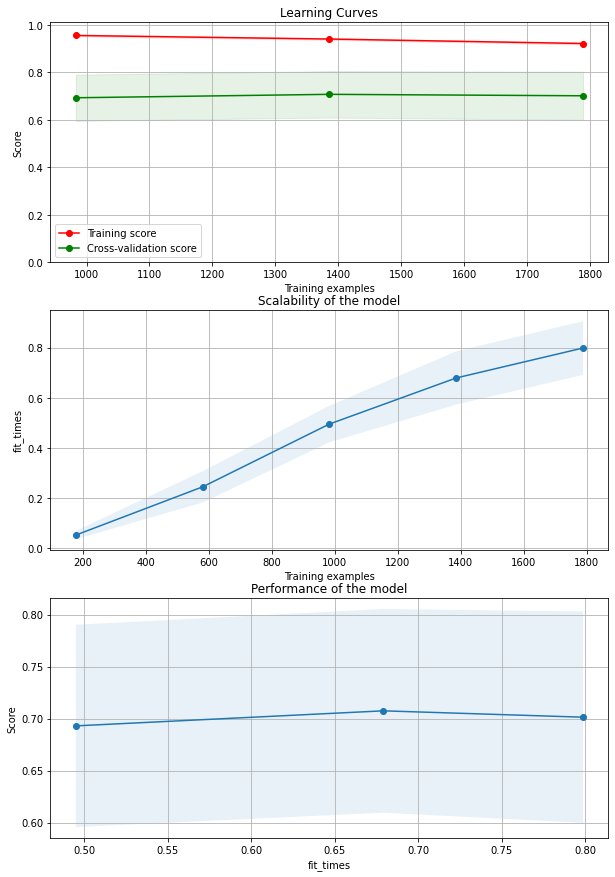 Learning Curves
1.0
0.8
0.6
0.4
0.2
0.0
Score
Training score
Cross-validation score
1000 1100 1200 1300 1400 1500 1600 1700 1800
Training examples
Scalability of the model
0.8
0.6
0.4
0.2
0.0
fit_times
200 400 600 800 1000 1200 1400 1600 1800
Training examples
Performance of the model
0.80
0.75
0.70
0.65
0.60
Score
0.50 0.55 0.60 0.65 0.70 0.75 0.80
fit_times